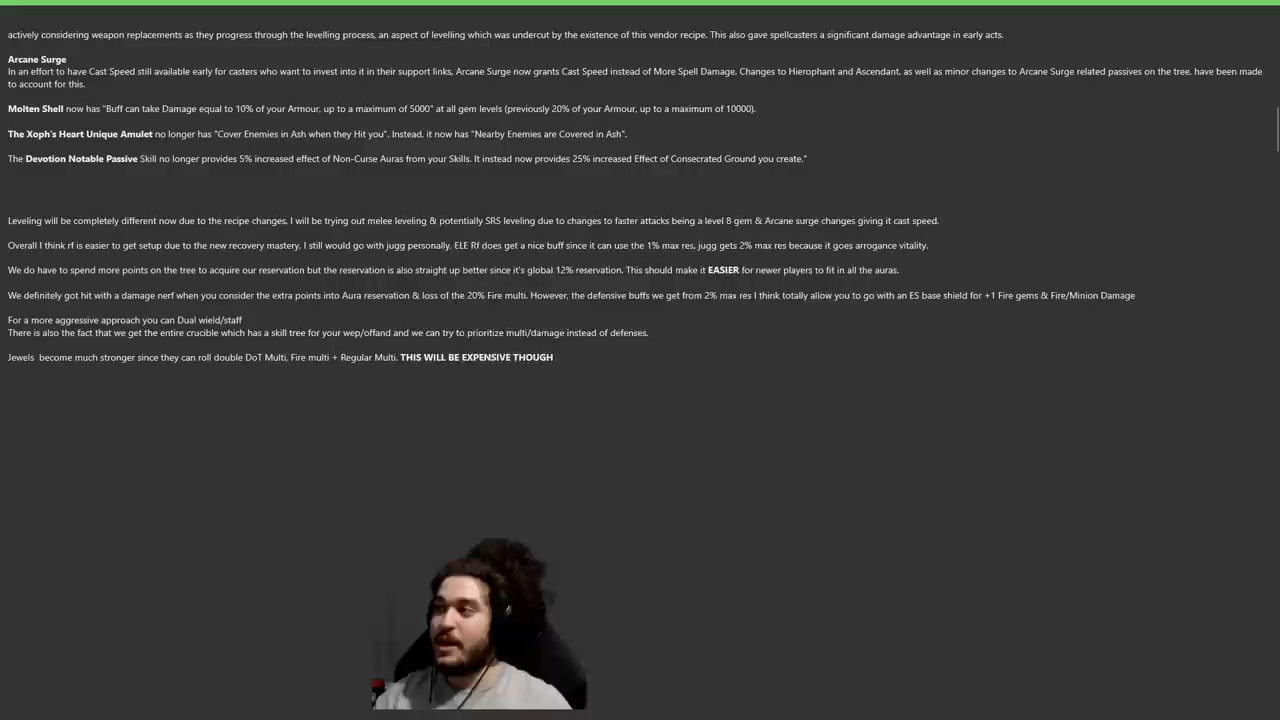 actively considering weapon replacements as they progress through the levelling process, an aspect of levelling which was undercut by the existence of this vendor recipe. This also gave spellcasters a significant damage advantage in early acts.
Arcane Surge
In an effort to have Cast Speed still available early for casters who want to invest into it in their support links, Arcane Surge now grants Cast Speed instead of More Spell Damage. Changes to Hierophant and Ascendant, as well as minor changes to Arcane Surge related passives on the tree, have been made
to account for this.
Molten Shell now has "Buff can take Damage equal to 10% of your Armour, up to a maximum of 5000" at all gem levels (previously 20% of your Armour, up to a maximum of 10000).
The Xoph's Heart Unique Amulet no longer has "Cover Enemies in Ash when they Hit you". Instead, it now has "Nearby Enemies are Covered in Ash".
The Devotion Notable Passive Skill no longer provides 5% increased effect of Non-Curse Auras from your Skills. It instead now provides 25% increased Effect of Consecrated Ground you create."
Leveling will be completely different now due to the recipe changes, I will be trying out melee leveling & potentially SRS leveling due to changes to faster attacks being a level 8 gem & Arcane surge changes giving it cast speed.
Overall I think rf is easier to get setup due to the new recovery mastery, I still would go with jugg personally. ELE Rf does get a nice buff since it can use the 1% max res, jugg gets 2% max res because it goes arrogance vitality.
We do have to spend more points on the tree to acquire our reservation but the reservation is also straight up better since it's global 12% reservation. This should make it EASIER for newer players to fit in all the auras.
We definitely got hit with a damage nerf when you consider the extra points into Aura reservation & loss of the 20% Fire multi. However, the defensive buffs we get from 2% max res I think totally allow you to go with an ES base shield for +1 Fire gems & Fire/Minion Damage
For a more aggressive approach you can Dual wield/staff
There is also the fact that we get the entire crucible which has a skill tree for your wep/offand and we can try to prioritize multi/damage instead of defenses.
Jewels  become much stronger since they can roll double DoT Multi, Fire multi + Regular Multi. THIS WILL BE EXPENSIVE THOUGH